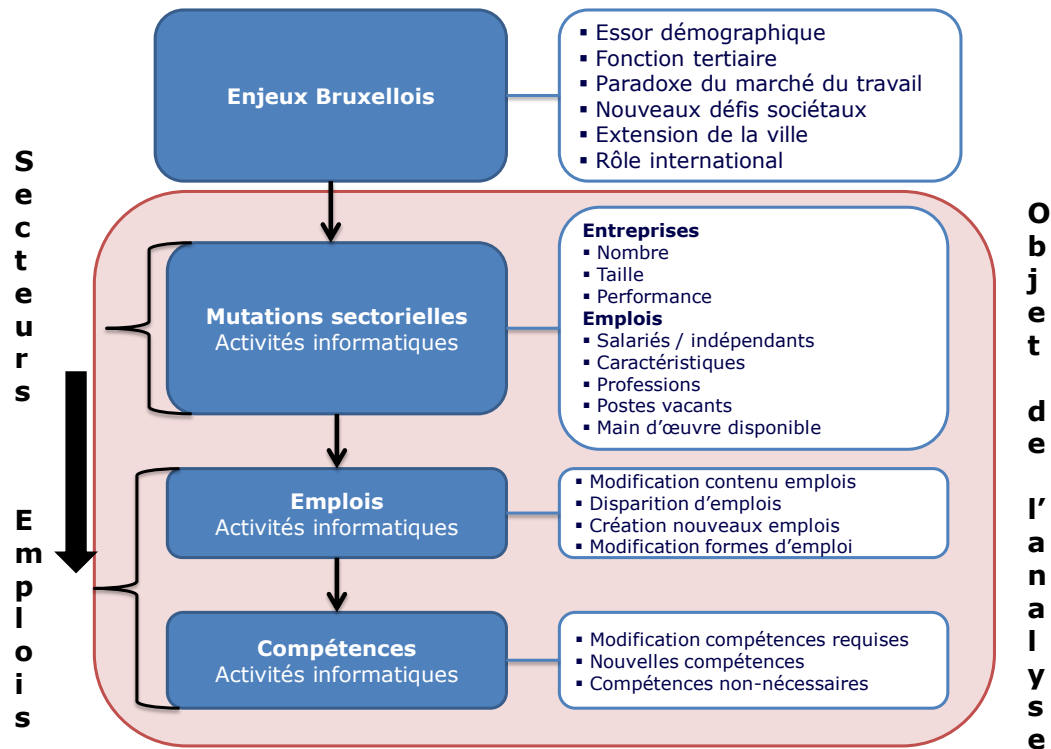 Enjeux Bruxellois
▪ Essor démographique
▪ Fonction tertiaire
▪ Paradoxe du marché du travail
▪ Nouveaux défis sociétaux
▪ Extension de la ville
▪ Rôle international
Secteurs
Mutations sectorielles
Activités informatiques
Entreprises
▪ Nombre
▪ Taille
▪ Performance
Emplois
▪ Salariés / indépendants
▪ Caractéristiques
▪ Professions
▪ Postes vacants
▪ Main d'œuvre disponible
Emplois
Emplois
Activités informatiques
▪ Modification contenu emplois
▪ Disparition d'emplois
▪ Création nouveaux emplois
▪ Modification formes d'emploi
Compétences
Activités informatiques
▪ Modification compétences requises
▪ Nouvelles compétences
▪ Compétences non-nécessaires
Objet de l'analyse